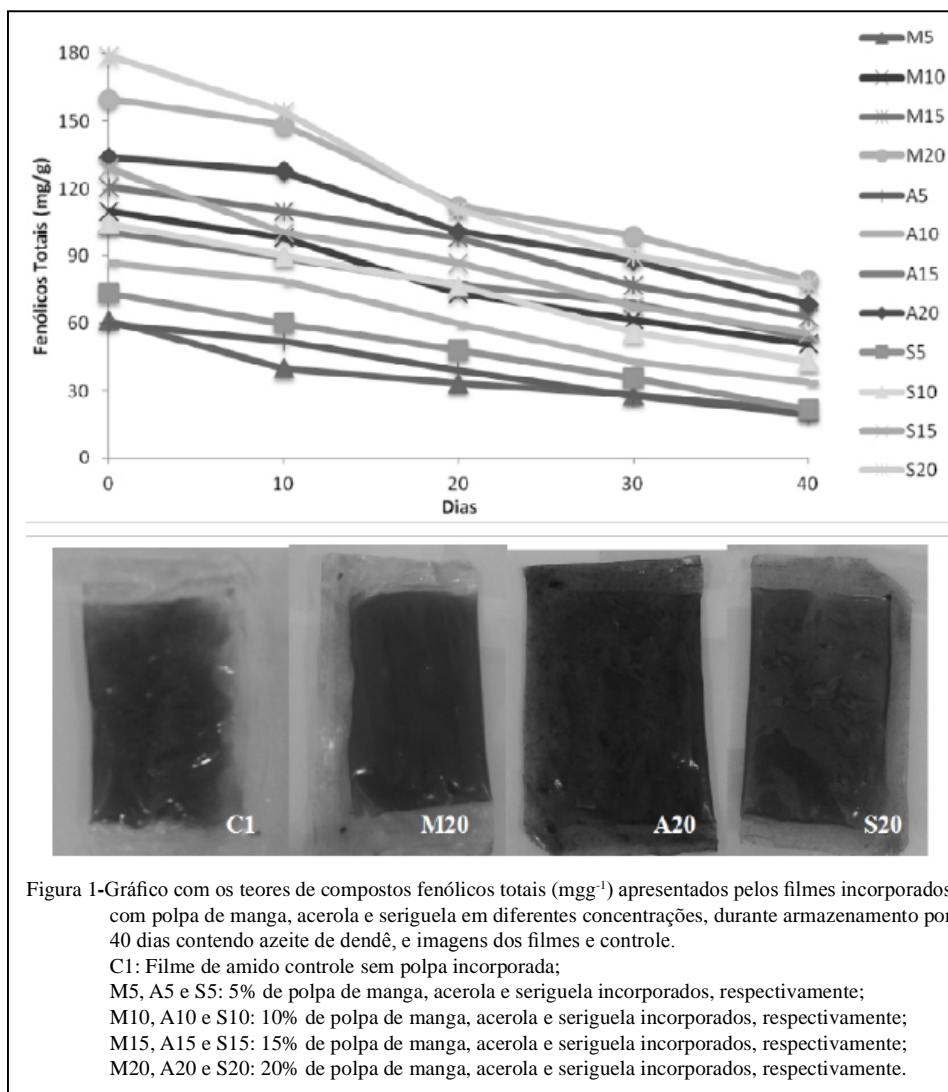 180
150
120
90
60
30
0
Fenólicos Totais (mg/g)
0 10 20 30 40
Dias
M5
M10
M15
M20
A5
A10
A15
A20
S5
S10
S15
S20
C1 M20 A20 S20
Figura 1-Gráfico com os teores de compostos fenólicos totais (mgg⁻¹) apresentados pelos filmes incorporados
com polpa de manga, acerola e seriguela em diferentes concentrações, durante armazenamento por
40 dias contendo azeite de dendê, e imagens dos filmes e controle.
C1: Filme de amido controle sem polpa incorporada;
M5, A5 e S5: 5% de polpa de manga, acerola e seriguela incorporados, respectivamente;
M10, A10 e S10: 10% de polpa de manga, acerola e seriguela incorporados, respectivamente;
M15, A15 e S15: 15% de polpa de manga, acerola e seriguela incorporados, respectivamente;
M20, A20 e S20: 20% de polpa de manga, acerola e seriguela incorporados, respectivamente.